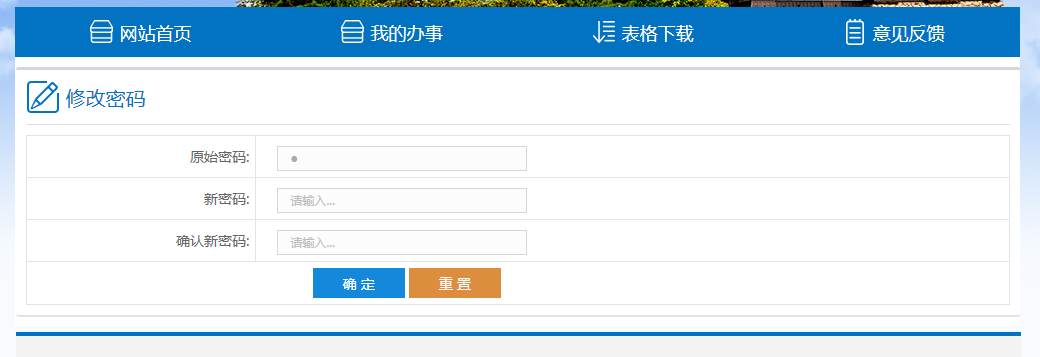 网站首页 我的办事 表格下载 意见反馈
修改密码
原始密码: ●
新密码: 请输入...
确认新密码: 请输入...
确 定 重 置